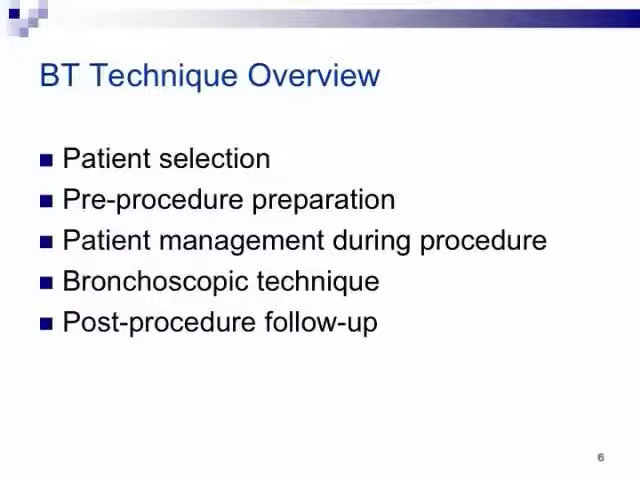 BT Technique Overview
Patient selection
Pre-procedure preparation
Patient management during procedure
Bronchoscopic technique
Post-procedure follow-up
6